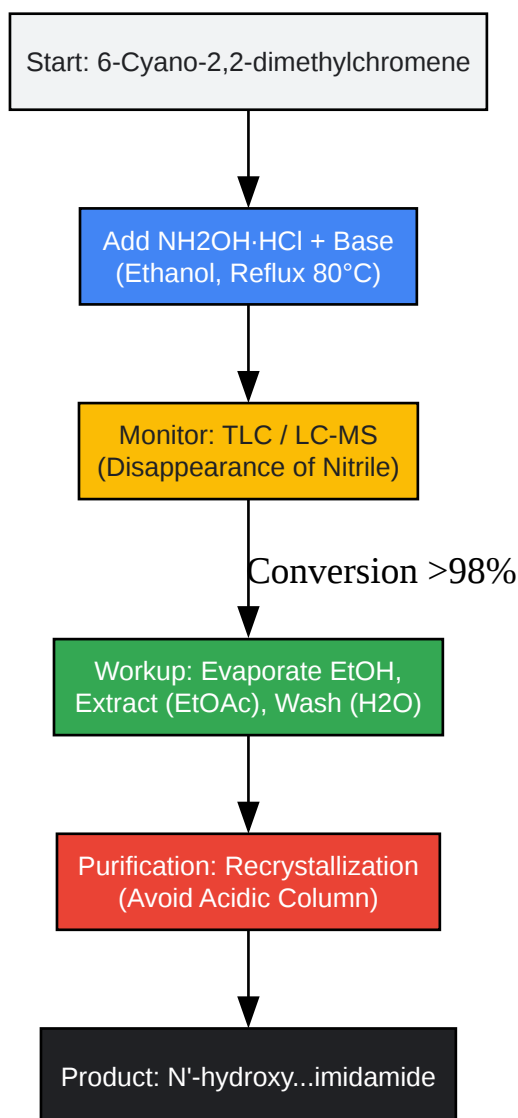 Start: 6-Cyano-2,2-dimethylchromene
Add NH2OH·HCl + Base
(Ethanol, Reflux 80°C)
Monitor: TLC / LC-MS
(Disappearance of Nitrile)
Conversion >98%
Workup: Evaporate EtOH,
Extract (EtOAc), Wash (H2O)
Purification: Recrystallization
(Avoid Acidic Column)
Product: N'-hydroxy...imidamide